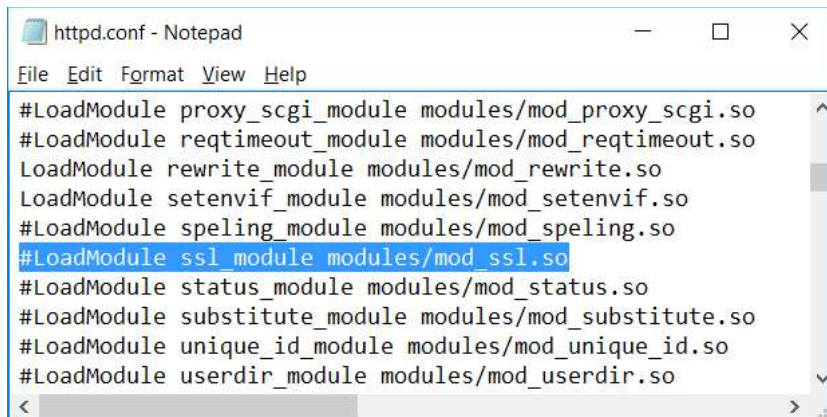 httpd.conf - Notepad
File Edit Format View Help
#LoadModule proxy_scgi_module modules/mod_proxy_scgi.so
#LoadModule reqtimeout_module modules/mod_reqtimeout.so
LoadModule rewrite_module modules/mod_rewrite.so
LoadModule setenvif_module modules/mod_setenvif.so
#LoadModule speling_module modules/mod_speling.so
#LoadModule ssl_module modules/mod_ssl.so
#LoadModule status_module modules/mod_status.so
#LoadModule substitute_module modules/mod_substitute.so
#LoadModule unique_id_module modules/mod_unique_id.so
#LoadModule userdir_module modules/mod_userdir.so